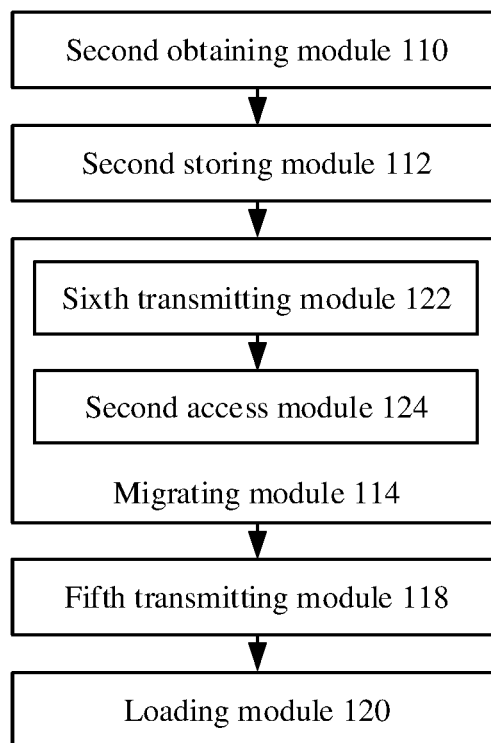 Second obtaining module 110
Second storing module 112
Sixth transmitting module 122
Second access module 124
Migrating module 114
Fifth transmitting module 118
Loading module 120